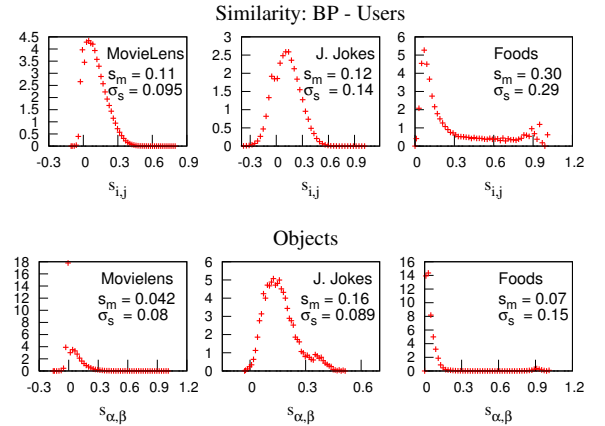 Similarity: BP - Users
MovieLens
s_m = 0.11
σ_s = 0.095
4.5
4
3.5
3
2.5
2
1.5
1
0.5
0
-0.3 0 0.3 0.6 0.9
s_i,j
J. Jokes
s_m = 0.12
σ_s = 0.14
3
2.5
2
1.5
1
0.5
0
-0.3 0 0.3 0.6 0.9
s_i,j
Foods
s_m = 0.30
σ_s = 0.29
6
5
4
3
2
1
0
0 0.3 0.6 0.9 1.2
s_i,j
Objects
Movielens
s_m = 0.042
σ_s = 0.08
18
16
14
12
10
8
6
4
2
0
-0.3 0 0.3 0.6 0.9 1.2
s_α,β
J. Jokes
s_m = 0.16
σ_s = 0.089
6
5
4
3
2
1
0
0 0.3 0.6
s_α,β
Foods
s_m = 0.07
σ_s = 0.15
16
14
12
10
8
6
4
2
0
0 0.3 0.6 0.9 1.2
s_α,β